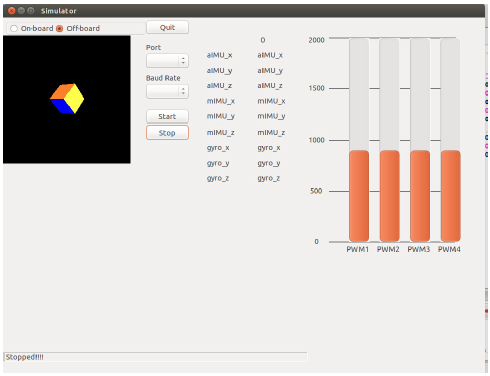 Simulator
On-board Off-board
Quit
Port
Baud Rate
Start
Stop
0
aIMU_x aIMU_x
aIMU_y aIMU_y
aIMU_z aIMU_z
mIMU_x mIMU_x
mIMU_y mIMU_y
mIMU_z mIMU_z
gyro_x gyro_x
gyro_y gyro_y
gyro_z gyro_z
2000
1500
1000
500
0
PWM1 PWM2 PWM3 PWM4
Stopped!!!!